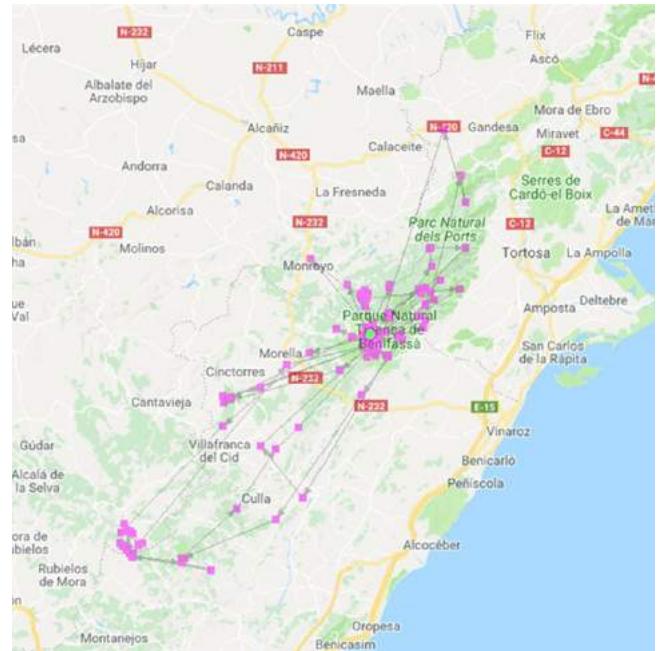 N-232
Caspe
Flix
Lécera
Híjar
N-211
Ascó
Albalate del
Arzobispo
Maella
Mora de Ebro
Alcañiz
N-420
Gandesa
Miravet
C-44
Calaceite
C-12
Andorra
N-420
Serres de
Cardó-el Boix
Calanda
La Fresneda
Alcorisa
N-232
Parc Natural
dels Ports
C-12
N-420
Molinos
Tortosa
La Ampolla
Monroyo
Deltebre
Amposta
Parque Natural
Tinença de
Benifassà
San Carlos
de la Ràpita
Morella
Cinctorres
N-232
Cantavieja
N-232
E-15
Vinaroz
Gúdar
Villafranca
del Cid
Benicarló
Alcalá de
la Selva
Peñíscola
Culla
Alcocéber
Rubielos
de Mora
Oropesa
Montanejos
Benicasim